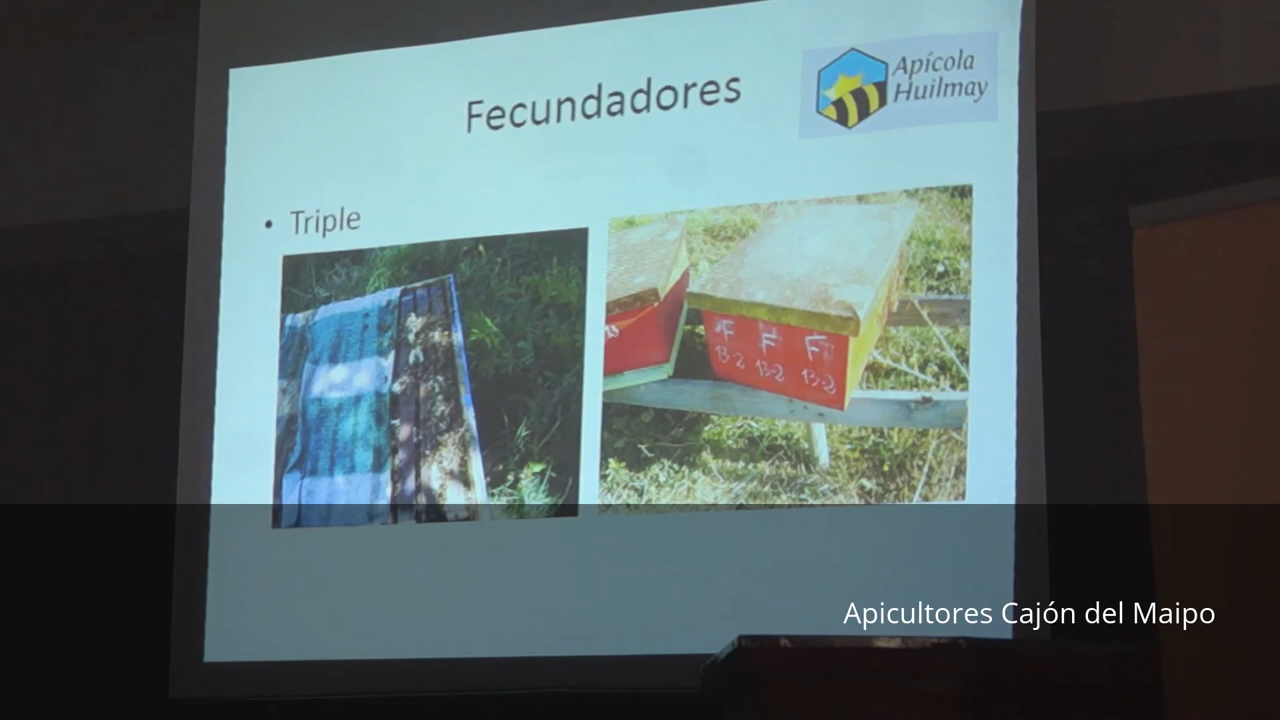 Fecundadores
Apícola
Huilmay
• Triple
F F F
13-2 13-2 13-2
Apicultores Cajón del Maipo